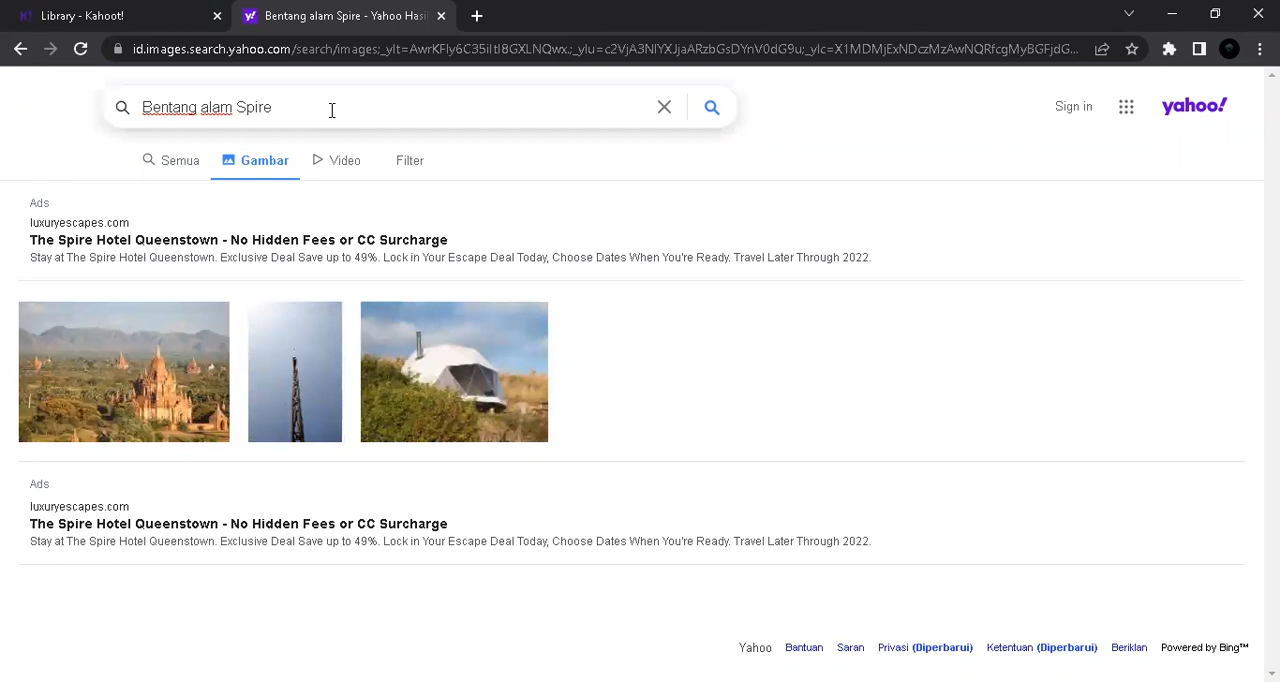 Library - Kahoot!
Bentang alam Spire - Yahoo Hasil
id.images.search.yahoo.com/search/images;_ylt=AwrKFly6C35iItI8GXLNQwx.;_ylu=c2VjA3NlYXJjaARzbGsDYnV0dG9u;_ylc=X1MDMjExNDczMzAwNQRfcgMyBGFjdG...
Bentang alam Spire
Sign in
yahoo!
Semua
Gambar
Video
Filter
Ads
luxuryescapes.com
The Spire Hotel Queenstown - No Hidden Fees or CC Surcharge
Stay at The Spire Hotel Queenstown. Exclusive Deal Save up to 49%. Lock in Your Escape Deal Today, Choose Dates When You're Ready. Travel Later Through 2022.
Ads
luxuryescapes.com
The Spire Hotel Queenstown - No Hidden Fees or CC Surcharge
Stay at The Spire Hotel Queenstown. Exclusive Deal Save up to 49%. Lock in Your Escape Deal Today, Choose Dates When You're Ready. Travel Later Through 2022.
Yahoo Bantuan Saran Privasi (Diperbarui) Ketentuan (Diperbarui) Beriklan Powered by Bing™